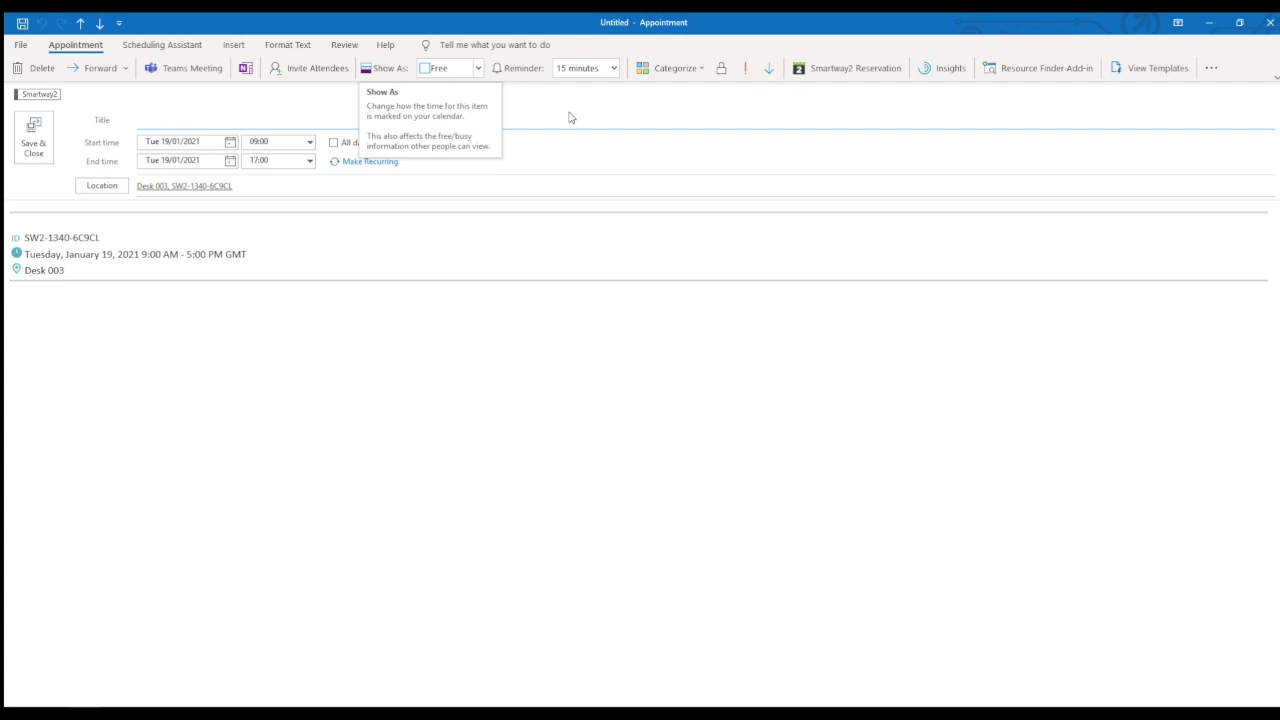 Untitled - Appointment
File Appointment Scheduling Assistant Insert Format Text Review Help Tell me what you want to do
Delete Forward Teams Meeting Invite Attendees Show As: Free Reminder: 15 minutes Categorize Smartway2 Reservation Insights Resource Finder Add-in View Templates ...
Smartway2
Show As
Change how the time for this item
is marked on your calendar.
This also affects the free/busy
information other people can view.
Save &
Close
Title
Start time Tue 19/01/2021 09:00 All d
End time Tue 19/01/2021 17:00 Make Recurring
Location Desk 003, SW2-1340-6C9CL
ID SW2-1340-6C9CL
Tuesday, January 19, 2021 9:00 AM - 5:00 PM GMT
Desk 003